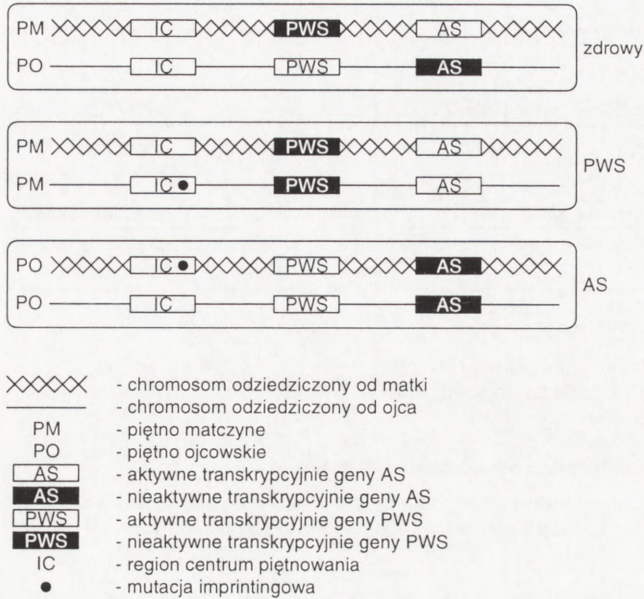 PM IC PWS AS
PO IC PWS AS
zdrowy
PM IC PWS AS
PM IC PWS AS
PWS
PO IC PWS AS
PO IC PWS AS
AS
- chromosom odziedziczony od matki
- chromosom odziedziczony od ojca
PM - piętno matczyne
PO - piętno ojcowskie
AS - aktywne transkrypcyjnie geny AS
AS - nieaktywne transkrypcyjnie geny AS
PWS - aktywne transkrypcyjnie geny PWS
PWS - nieaktywne transkrypcyjnie geny PWS
IC - region centrum piętnowania
- mutacja imprintingowa